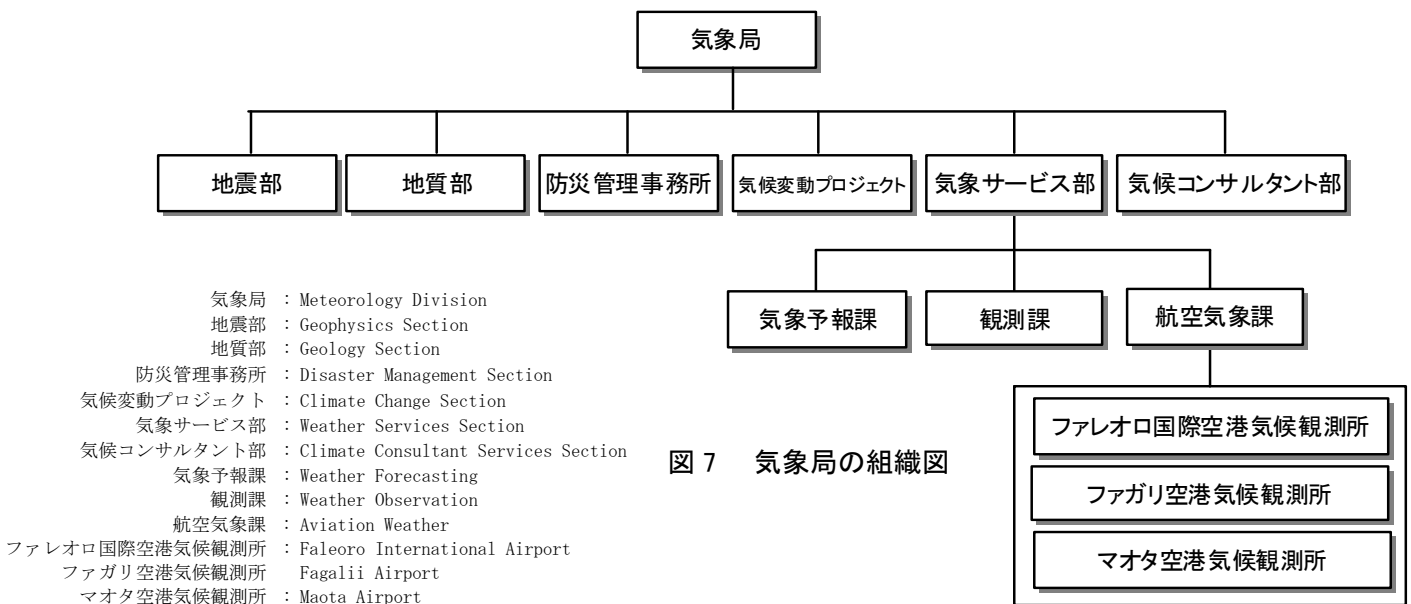 気象局
地震部
地質部
防災管理事務所
気候変動プロジェクト
気象サービス部
気候コンサルタント部
気象予報課
観測課
航空気象課
ファレオロ国際空港気候観測所
ファガリ空港気候観測所
マオタ空港気候観測所
気象局 : Meteorology Division
地震部 : Geophysics Section
地質部 : Geology Section
防災管理事務所 : Disaster Management Section
気候変動プロジェクト : Climate Change Section
気象サービス部 : Weather Services Section
気候コンサルタント部 : Climate Consultant Services Section
気象予報課 : Weather Forecasting
観測課 : Weather Observation
航空気象課 : Aviation Weather
ファレオロ国際空港気候観測所 : Faleoro International Airport
ファガリ空港気候観測所 Fagalii Airport
マオタ空港気候観測所 : Maota Airport
図 7 気象局の組織図